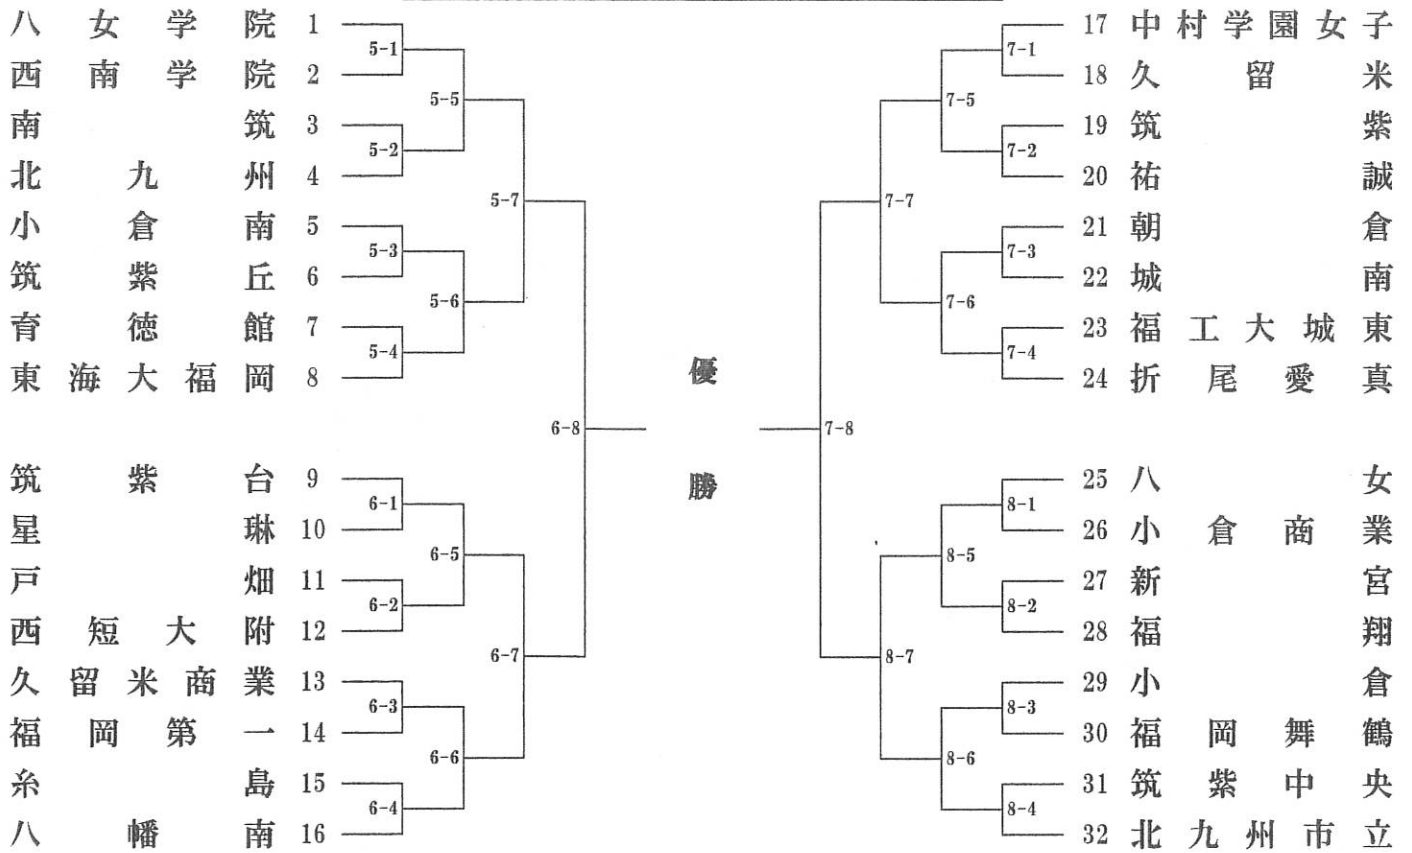 八女学院 1
西南学院 2
南筑 3
北九州 4
小倉南 5
筑紫丘 6
育徳館 7
東海大福岡 8
筑紫台 9
星琳 10
戸畑 11
西短大附 12
久留米商業 13
福岡第一 14
糸島 15
八幡南 16
5-1
5-2
5-3
5-4
6-1
6-2
6-3
6-4
5-5
5-6
6-5
6-6
5-7
6-7
6-8
優勝
7-8
7-7
8-7
7-5
7-6
8-5
8-6
7-1
7-2
7-3
7-4
8-1
8-2
8-3
8-4
17 中村学園女子
18 久留米
19 筑紫
20 祐誠
21 朝倉
22 城南
23 福工大城東
24 折尾愛真
25 八女
26 小倉商業
27 新宮
28 福翔
29 小倉
30 福岡舞鶴
31 筑紫中央
32 北九州市立